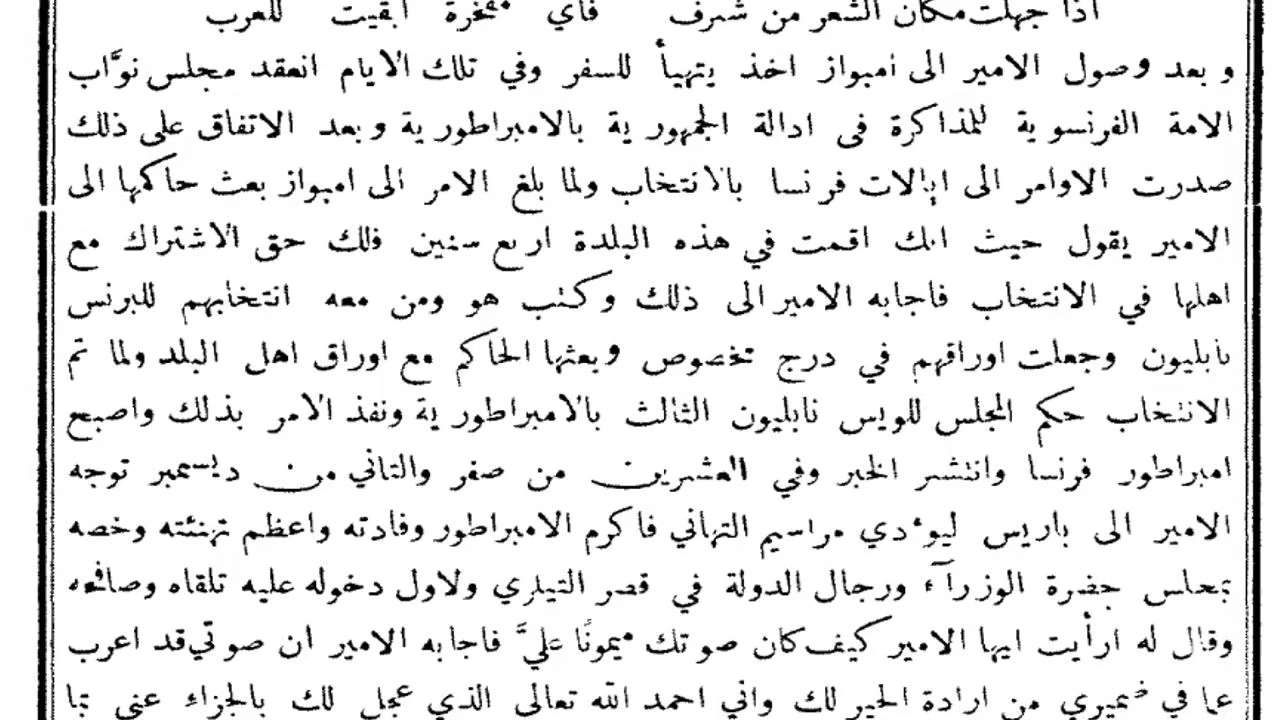 اذا جهلت مكان الشعر من شرف فاي مفخرة ابقيت للعرب
وبعد وصول الامير الى امبواز اخذ يتهيأ للسفر وفي تلك الايام انعقد مجلس نوَّاب
الامة الفرنسوية للمذاكرة في ادالة الجمهورية بالامبراطورية وبعد الاتفاق على ذلك
صدرت الاوامر الى ايالات فرنسا بالانتخاب ولما بلغ الامر الى امبواز بعث حاكمها الى
الامير يقول حيث انك اقمت في هذه البلدة اربع سنين فلك حق الاشتراك مع
اهلها في الانتخاب فاجابه الامير الى ذلك وكتب هو ومن معه انتخابهم للبرنس
نابليون وجعلت اوراقهم في درج مخصوص وبعثها الحاكم مع اوراق اهل البلد ولما تم
الانتخاب حكم المجلس للويس نابليون الثالث بالامبراطورية ونفذ الامر بذلك واصبح
امبراطور فرنسا وانتشر الخبر وفي العشرين من صفر والثاني من ديسمبر توجه
الامير الى باريس ليؤدي مراسيم التهاني فاكرم الامبراطور وفادته واعظم تهنئته وخصه
بمجلس حضرة الوزرآء ورجال الدولة في قصر التيلري ولاول دخوله عليه تلقاه وصافحه
وقال له ارأيت ايها الامير كيف كان صوتك ميمونًا عليَّ فاجابه الامير ان صوتي قد اعرب
عما في ضميري من ارادة الخير لك واني احمد الله تعالى الذي عجل لك بالجزاء عني بما